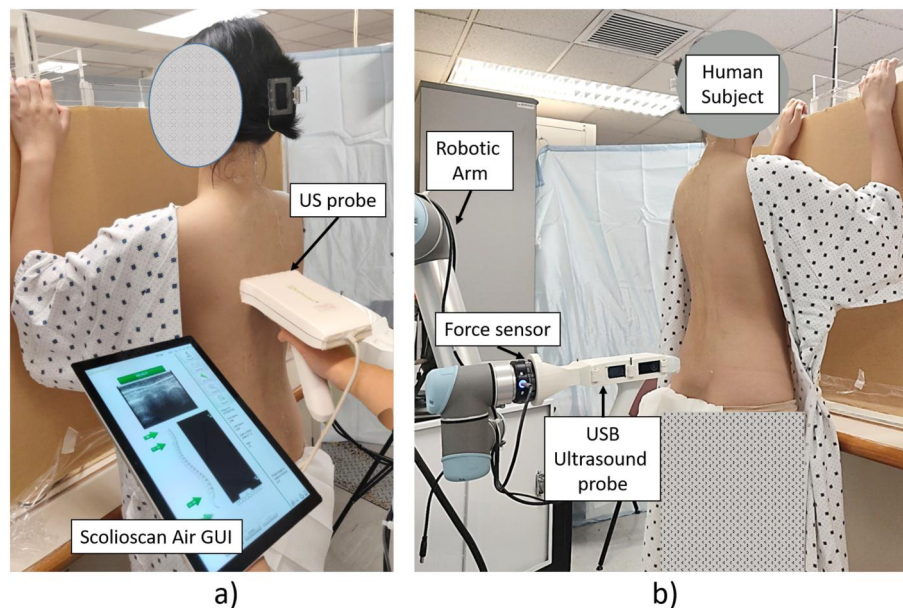 US probe
Scolioscan Air GUI
a)
Human
Subject
Robotic
Arm
Force sensor
USB
Ultrasound
probe
b)